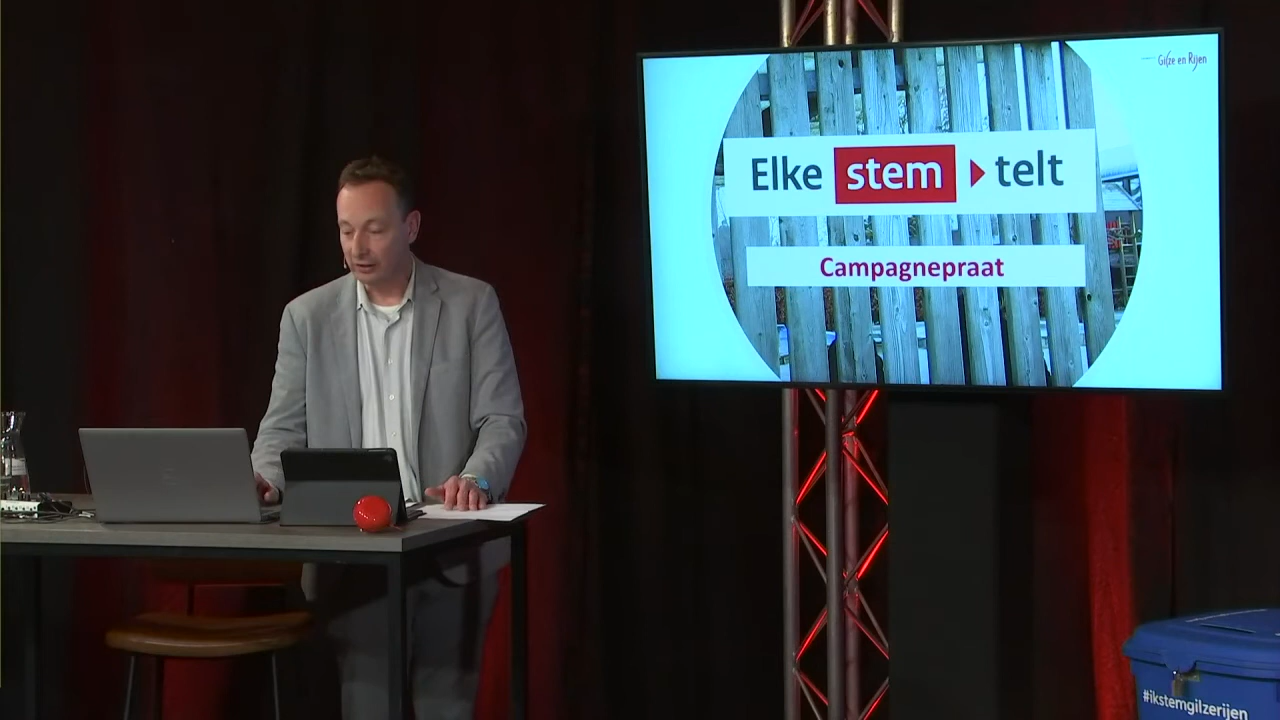 Gilze en Rijen
Elke stem telt
Campagnepraat
#ikstemgilzerijen